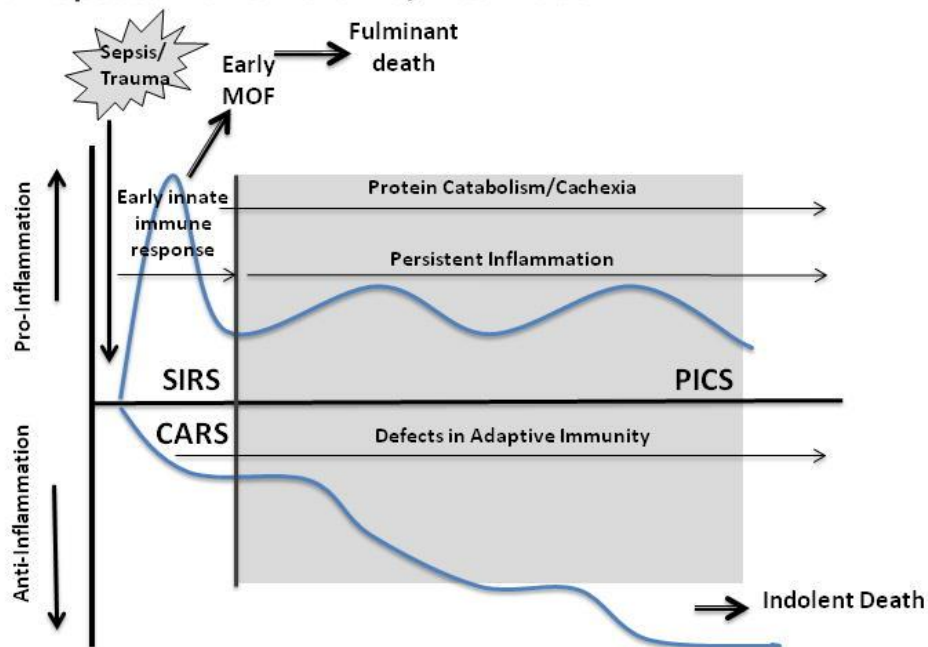 Sepsis/
Trauma
Early
MOF
Fulminant
death
Pro-Inflammation
Early innate
immune
response
Protein Catabolism/Cachexia
Persistent Inflammation
SIRS
PICS
CARS
Defects in Adaptive Immunity
Anti-Inflammation
Indolent Death